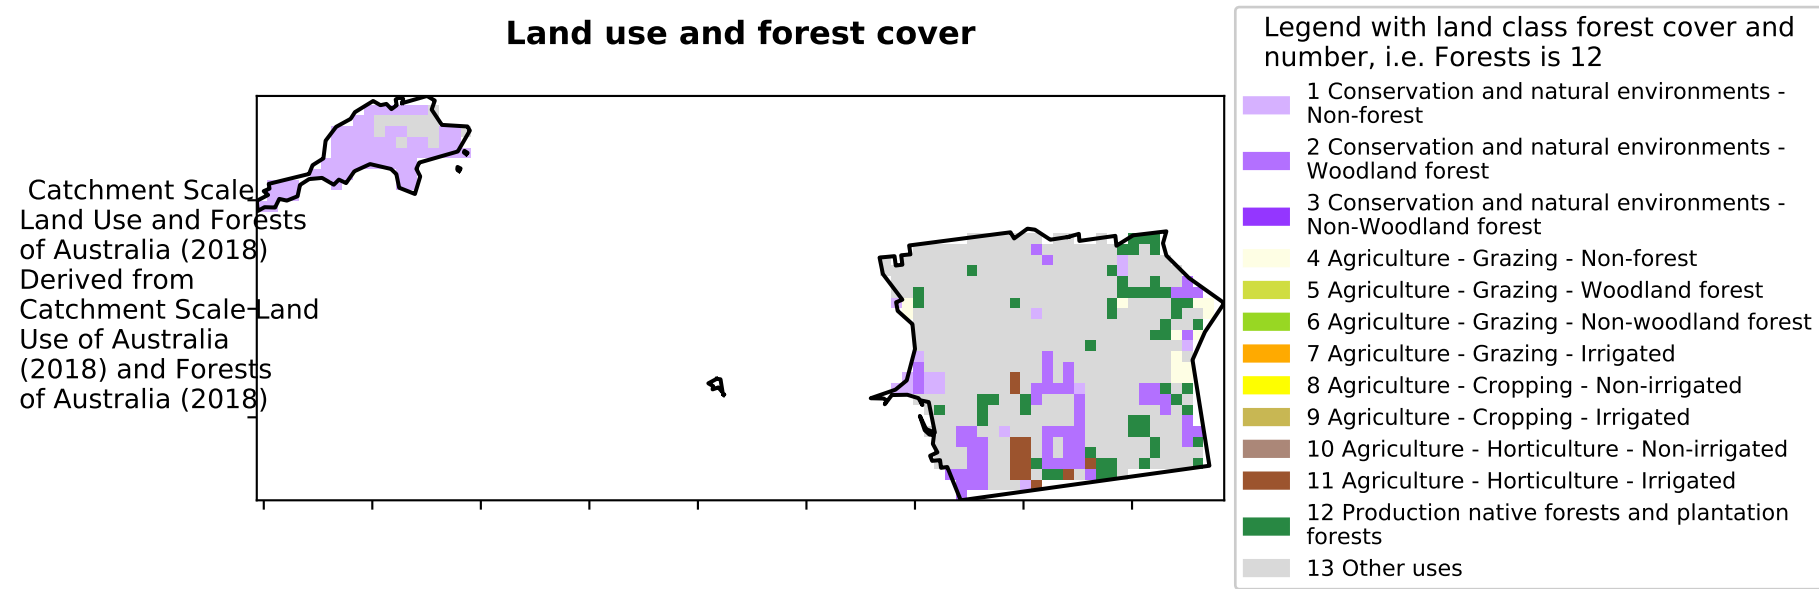 Land use and forest cover
Catchment Scale
Land Use and Forests
of Australia (2018)
Derived from
Catchment Scale Land
Use of Australia
(2018) and Forests
of Australia (2018)
Legend with land class forest cover and
number, i.e. Forests is 12
1 Conservation and natural environments -
Non-forest
2 Conservation and natural environments -
Woodland forest
3 Conservation and natural environments -
Non-Woodland forest
4 Agriculture - Grazing - Non-forest
5 Agriculture - Grazing - Woodland forest
6 Agriculture - Grazing - Non-woodland forest
7 Agriculture - Grazing - Irrigated
8 Agriculture - Cropping - Non-irrigated
9 Agriculture - Cropping - Irrigated
10 Agriculture - Horticulture - Non-irrigated
11 Agriculture - Horticulture - Irrigated
12 Production native forests and plantation
forests
13 Other uses